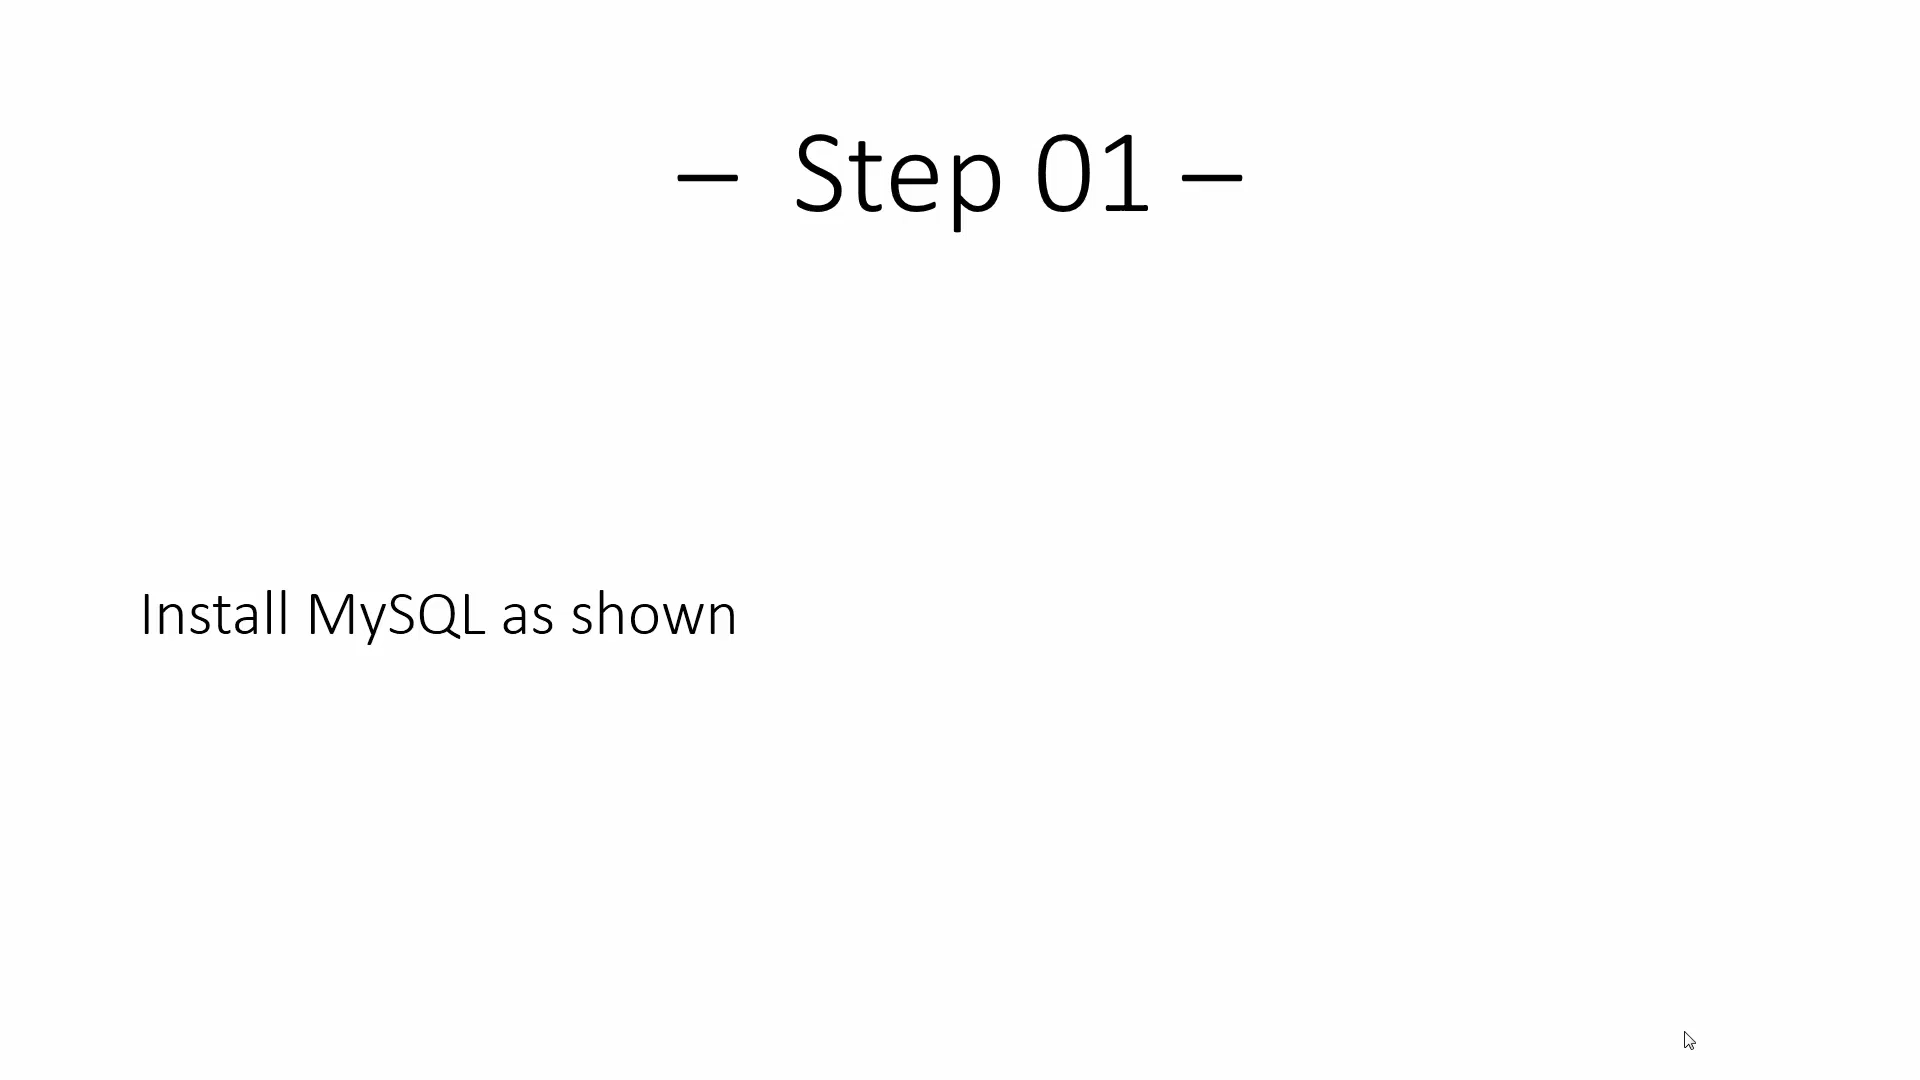 – Step 01 –
Install MySQL as shown